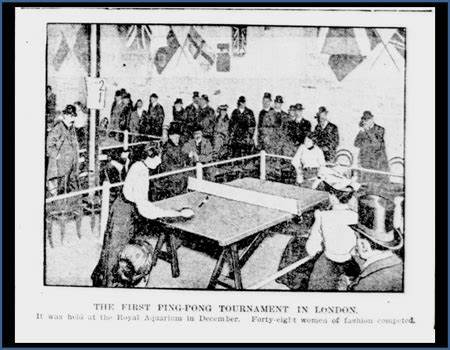 THE FIRST PING-PONG TOURNAMENT IN LONDON.
It was held at the Royal Aquarium in December. Forty-eight women of fashion competed.